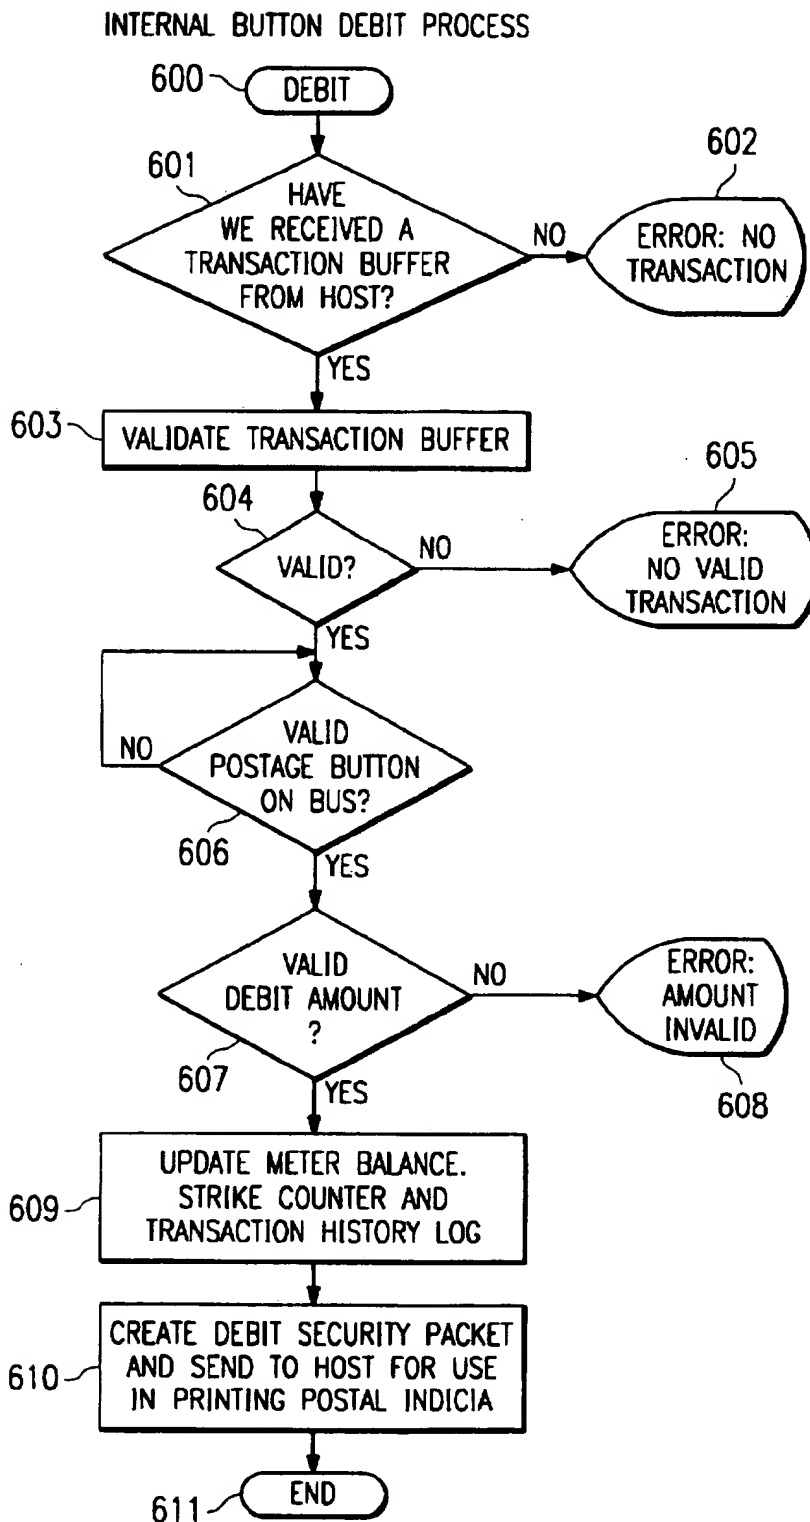 INTERNAL BUTTON DEBIT PROCESS
600
DEBIT
601
HAVE
WE RECEIVED A
TRANSACTION BUFFER
FROM HOST?
NO
602
ERROR: NO
TRANSACTION
YES
603
VALIDATE TRANSACTION BUFFER
604
VALID?
NO
605
ERROR:
NO VALID
TRANSACTION
YES
NO
VALID
POSTAGE BUTTON
ON BUS?
606
YES
VALID
DEBIT AMOUNT
?
607
NO
ERROR:
AMOUNT
INVALID
608
YES
609
UPDATE METER BALANCE.
STRIKE COUNTER AND
TRANSACTION HISTORY LOG
610
CREATE DEBIT SECURITY PACKET
AND SEND TO HOST FOR USE
IN PRINTING POSTAL INDICIA
611
END